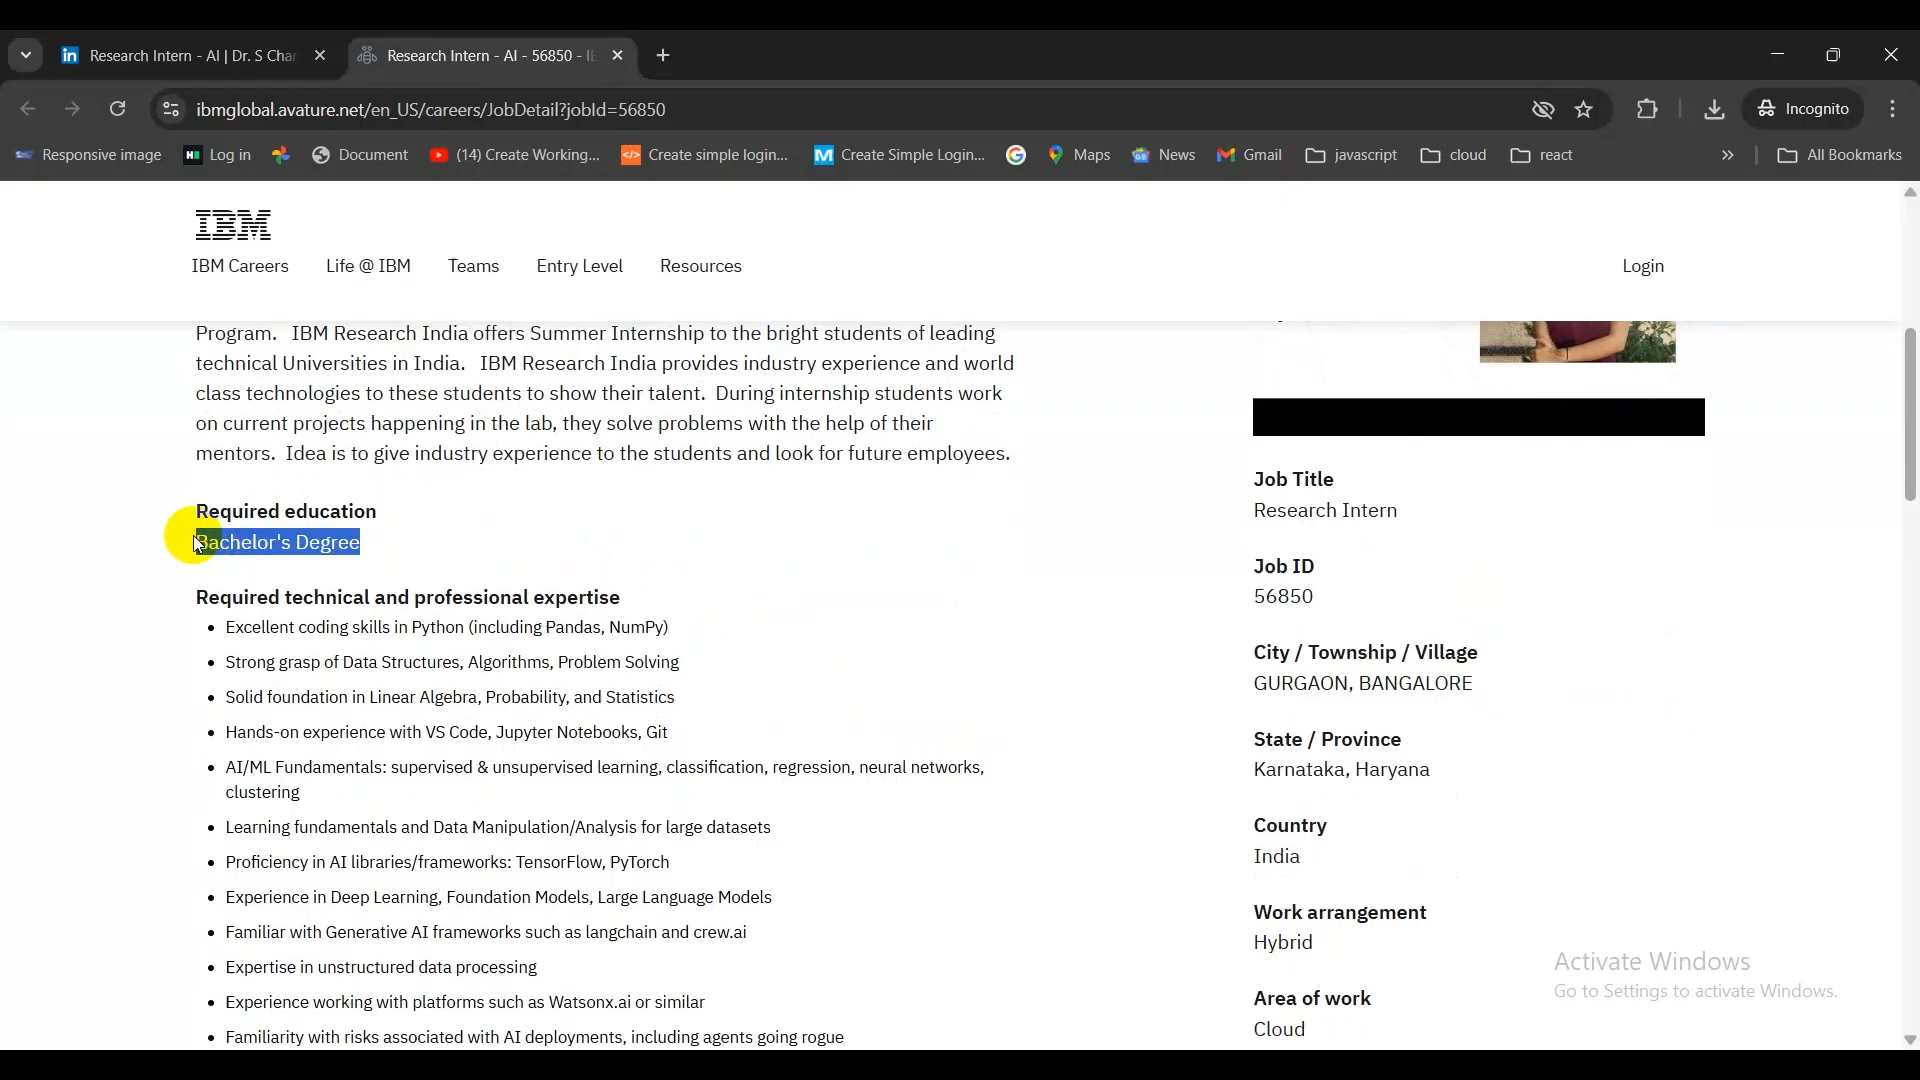 Research Intern - AI | Dr. S Cha
Research Intern - AI - 56850 - I
ibmglobal.avature.net/en_US/careers/JobDetail?jobId=56850
Incognito
Responsive image
Log in
Document
(14) Create Working...
Create simple login...
Create Simple Login...
Maps
News
Gmail
javascript
cloud
react
All Bookmarks
IBM
IBM Careers
Life @ IBM
Teams
Entry Level
Resources
Login
Program.   IBM Research India offers Summer Internship to the bright students of leading
technical Universities in India.   IBM Research India provides industry experience and world
class technologies to these students to show their talent.  During internship students work
on current projects happening in the lab, they solve problems with the help of their
mentors.  Idea is to give industry experience to the students and look for future employees.
Required education
Bachelor's Degree
Required technical and professional expertise
• Excellent coding skills in Python (including Pandas, NumPy)
• Strong grasp of Data Structures, Algorithms, Problem Solving
• Solid foundation in Linear Algebra, Probability, and Statistics
• Hands-on experience with VS Code, Jupyter Notebooks, Git
• AI/ML Fundamentals: supervised & unsupervised learning, classification, regression, neural networks,
clustering
• Learning fundamentals and Data Manipulation/Analysis for large datasets
• Proficiency in AI libraries/frameworks: TensorFlow, PyTorch
• Experience in Deep Learning, Foundation Models, Large Language Models
• Familiar with Generative AI frameworks such as langchain and crew.ai
• Expertise in unstructured data processing
• Experience working with platforms such as Watsonx.ai or similar
• Familiarity with risks associated with AI deployments, including agents going rogue
Job Title
Research Intern
Job ID
56850
City / Township / Village
GURGAON, BANGALORE
State / Province
Karnataka, Haryana
Country
India
Work arrangement
Hybrid
Area of work
Cloud
Activate Windows
Go to Settings to activate Windows.